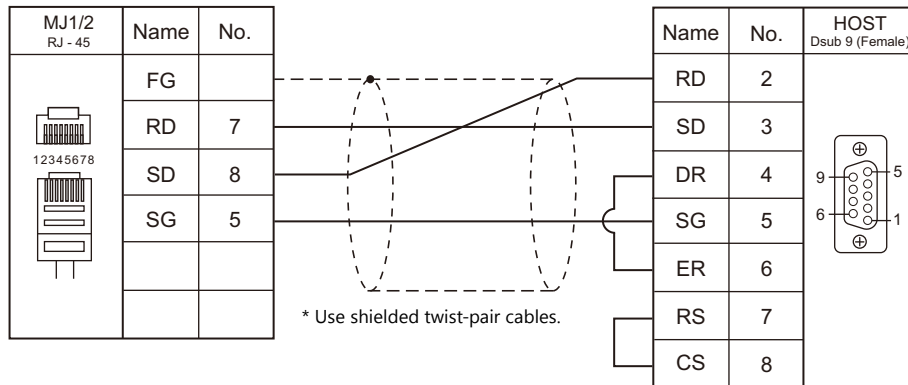 MJ1/2
RJ - 45
Name No.
FG
RD 7
SD 8
SG 5
12345678
* Use shielded twist-pair cables.
Name No.
HOST
Dsub 9 (Female)
RD 2
SD 3
DR 4
SG 5
ER 6
RS 7
CS 8
9 5
6 1